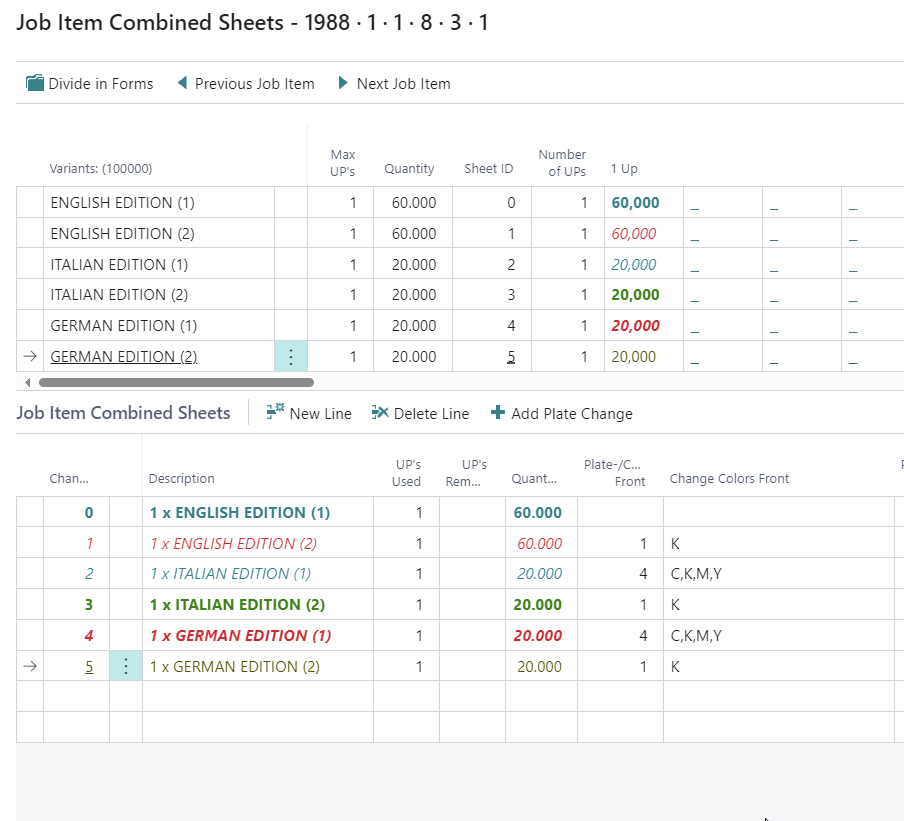 Job Item Combined Sheets - 1988 · 1 · 1 · 8 · 3 · 1
Divide in Forms Previous Job Item Next Job Item
Variants: (100000) Max UP's Quantity Sheet ID Number of UPs 1 Up
ENGLISH EDITION (1) 1 60.000 0 1 60,000 _ _ _
ENGLISH EDITION (2) 1 60.000 1 1 60,000 _ _ _
ITALIAN EDITION (1) 1 20.000 2 1 20,000 _ _ _
ITALIAN EDITION (2) 1 20.000 3 1 20,000 _ _ _
GERMAN EDITION (1) 1 20.000 4 1 20,000 _ _ _
GERMAN EDITION (2) 1 20.000 5 1 20,000 _ _ _
Job Item Combined Sheets New Line Delete Line Add Plate Change
Chan... Description UP's Used UP's Rem... Quant... Plate-/C... Front Change Colors Front
0 1 x ENGLISH EDITION (1) 1 60.000
1 1 x ENGLISH EDITION (2) 1 60.000 1 K
2 1 x ITALIAN EDITION (1) 1 20.000 4 C,K,M,Y
3 1 x ITALIAN EDITION (2) 1 20.000 1 K
4 1 x GERMAN EDITION (1) 1 20.000 4 C,K,M,Y
5 1 x GERMAN EDITION (2) 1 20.000 1 K